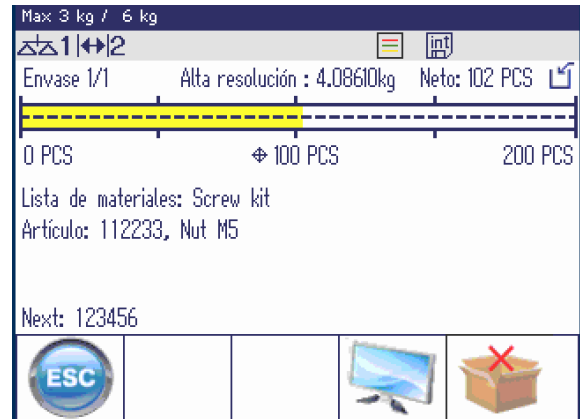 Max 3 kg / 6 kg
1 2 int
Envase 1/1 Alta resolución : 4.08610kg Neto: 102 PCS
0 PCS 100 PCS 200 PCS
Lista de materiales: Screw kit
Artículo: 112233, Nut M5
Next: 123456
ESC